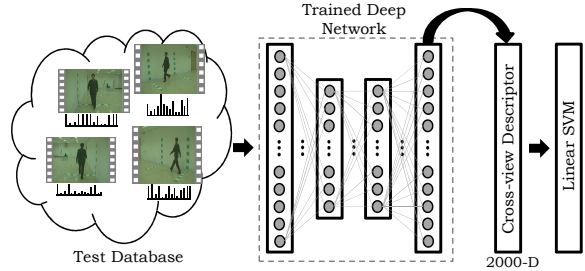 Trained Deep
Network
Cross-view Descriptor
Linear SVM
Test Database
2000-D